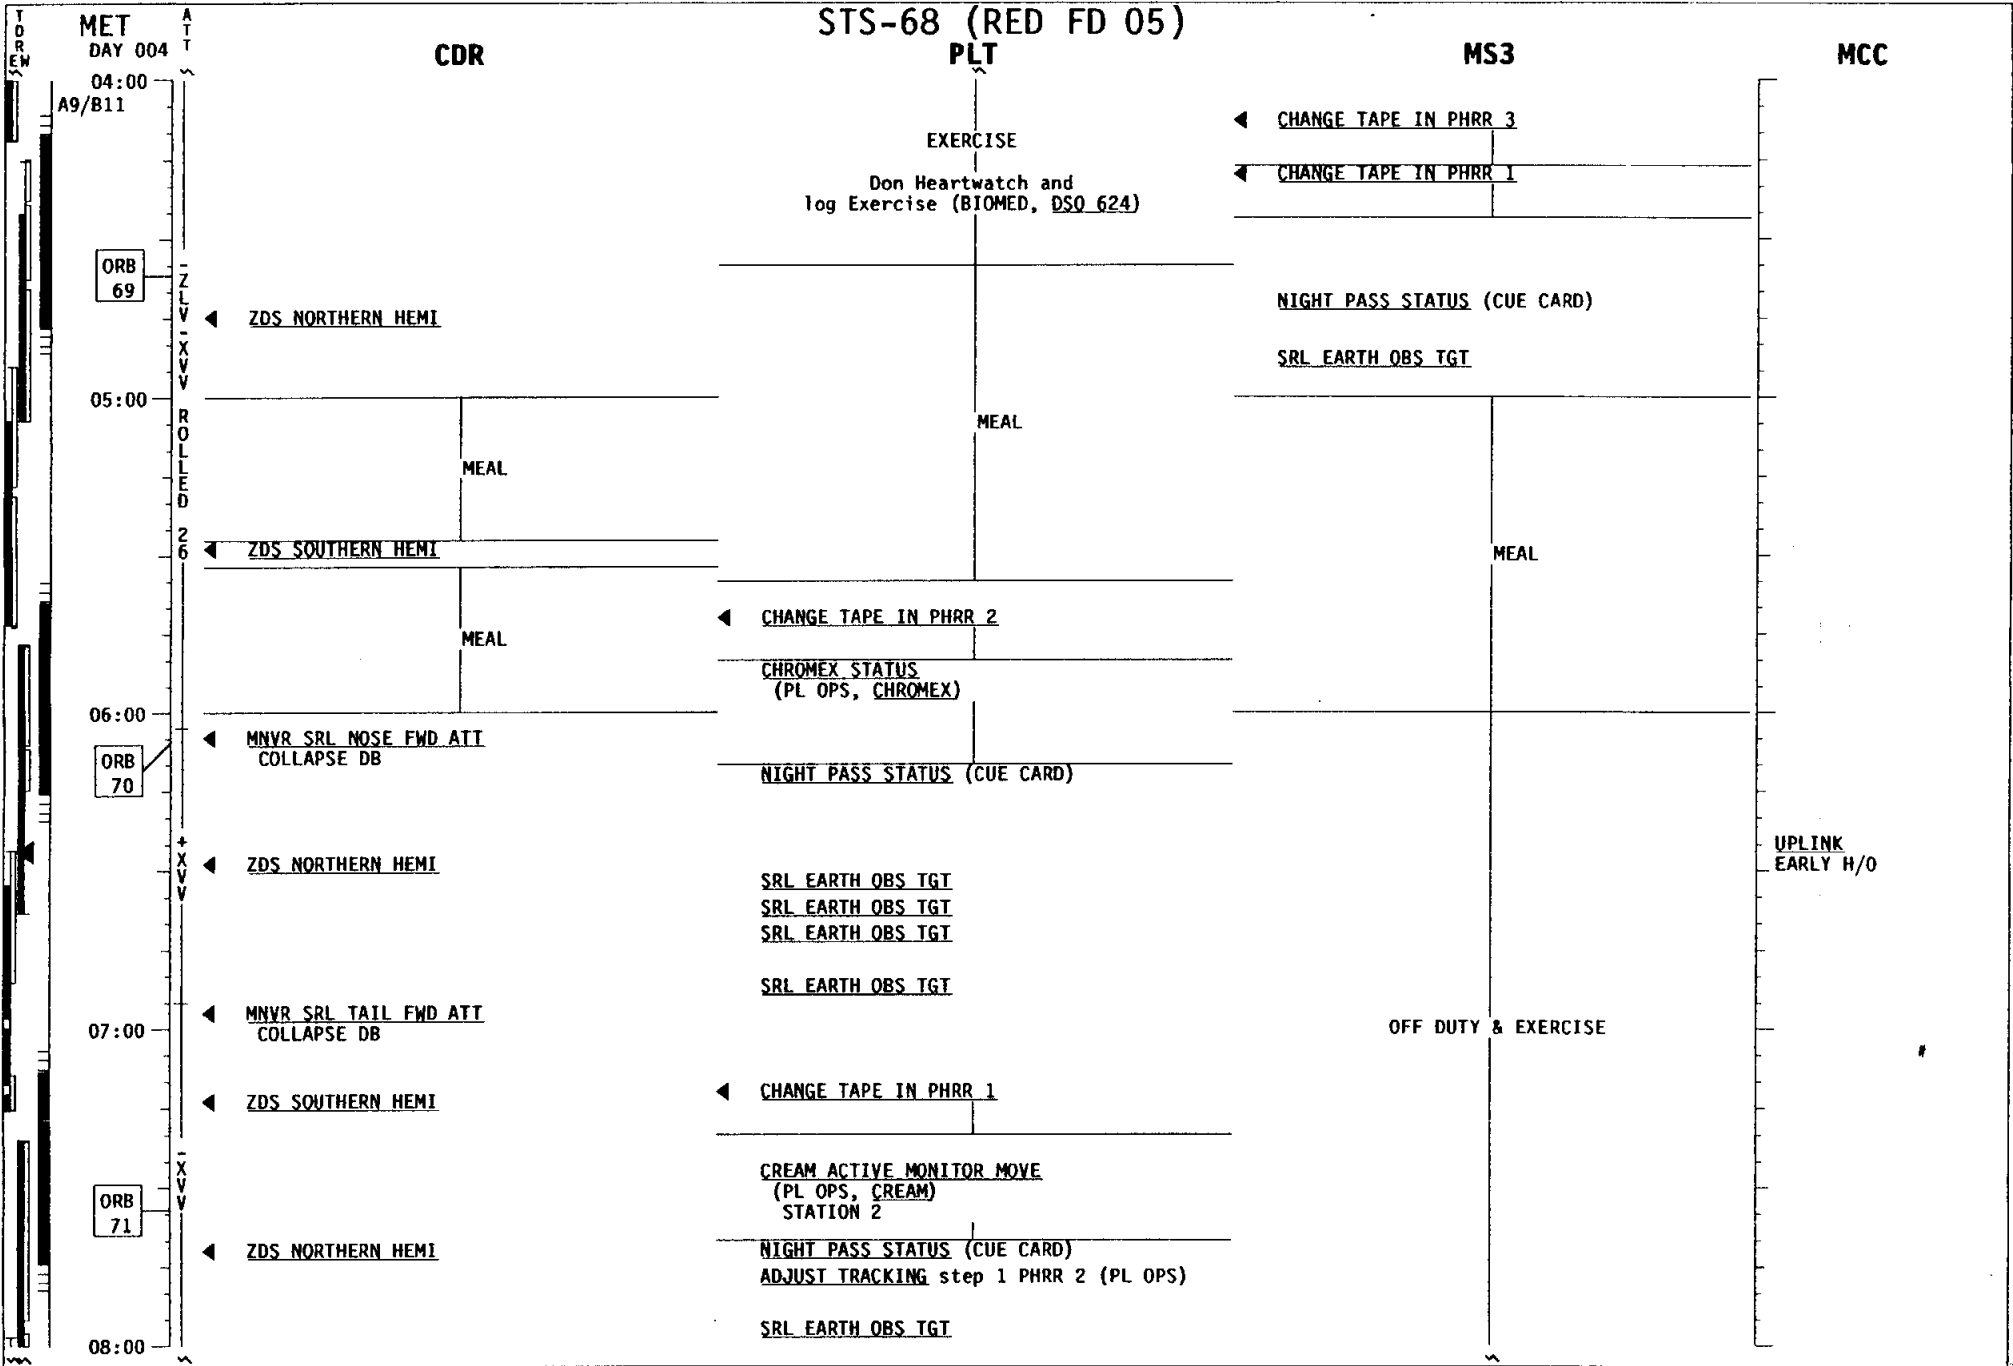 STS-68 (RED FD 05)
TDRE EW
MET
DAY 004
ATT
CDR
PLT
MS3
MCC
04:00
A9/B11
ORB
69
05:00
06:00
ORB
70
07:00
ORB
71
08:00
-ZLV -XVV ROLLED 26
+XVV
-XVV
ZDS NORTHERN HEMI
MEAL
ZDS SOUTHERN HEMI
MEAL
MNVR SRL NOSE FWD ATT
COLLAPSE DB
ZDS NORTHERN HEMI
MNVR SRL TAIL FWD ATT
COLLAPSE DB
ZDS SOUTHERN HEMI
ZDS NORTHERN HEMI
EXERCISE
Don Heartwatch and
log Exercise (BIOMED, DSO 624)
MEAL
CHANGE TAPE IN PHRR 2
CHROMEX STATUS
(PL OPS, CHROMEX)
NIGHT PASS STATUS (CUE CARD)
SRL EARTH OBS TGT
SRL EARTH OBS TGT
SRL EARTH OBS TGT
SRL EARTH OBS TGT
CHANGE TAPE IN PHRR 1
CREAM ACTIVE MONITOR MOVE
(PL OPS, CREAM)
STATION 2
NIGHT PASS STATUS (CUE CARD)
ADJUST TRACKING step 1 PHRR 2 (PL OPS)
SRL EARTH OBS TGT
CHANGE TAPE IN PHRR 3
CHANGE TAPE IN PHRR 1
NIGHT PASS STATUS (CUE CARD)
SRL EARTH OBS TGT
MEAL
OFF DUTY & EXERCISE
UPLINK
EARLY H/O